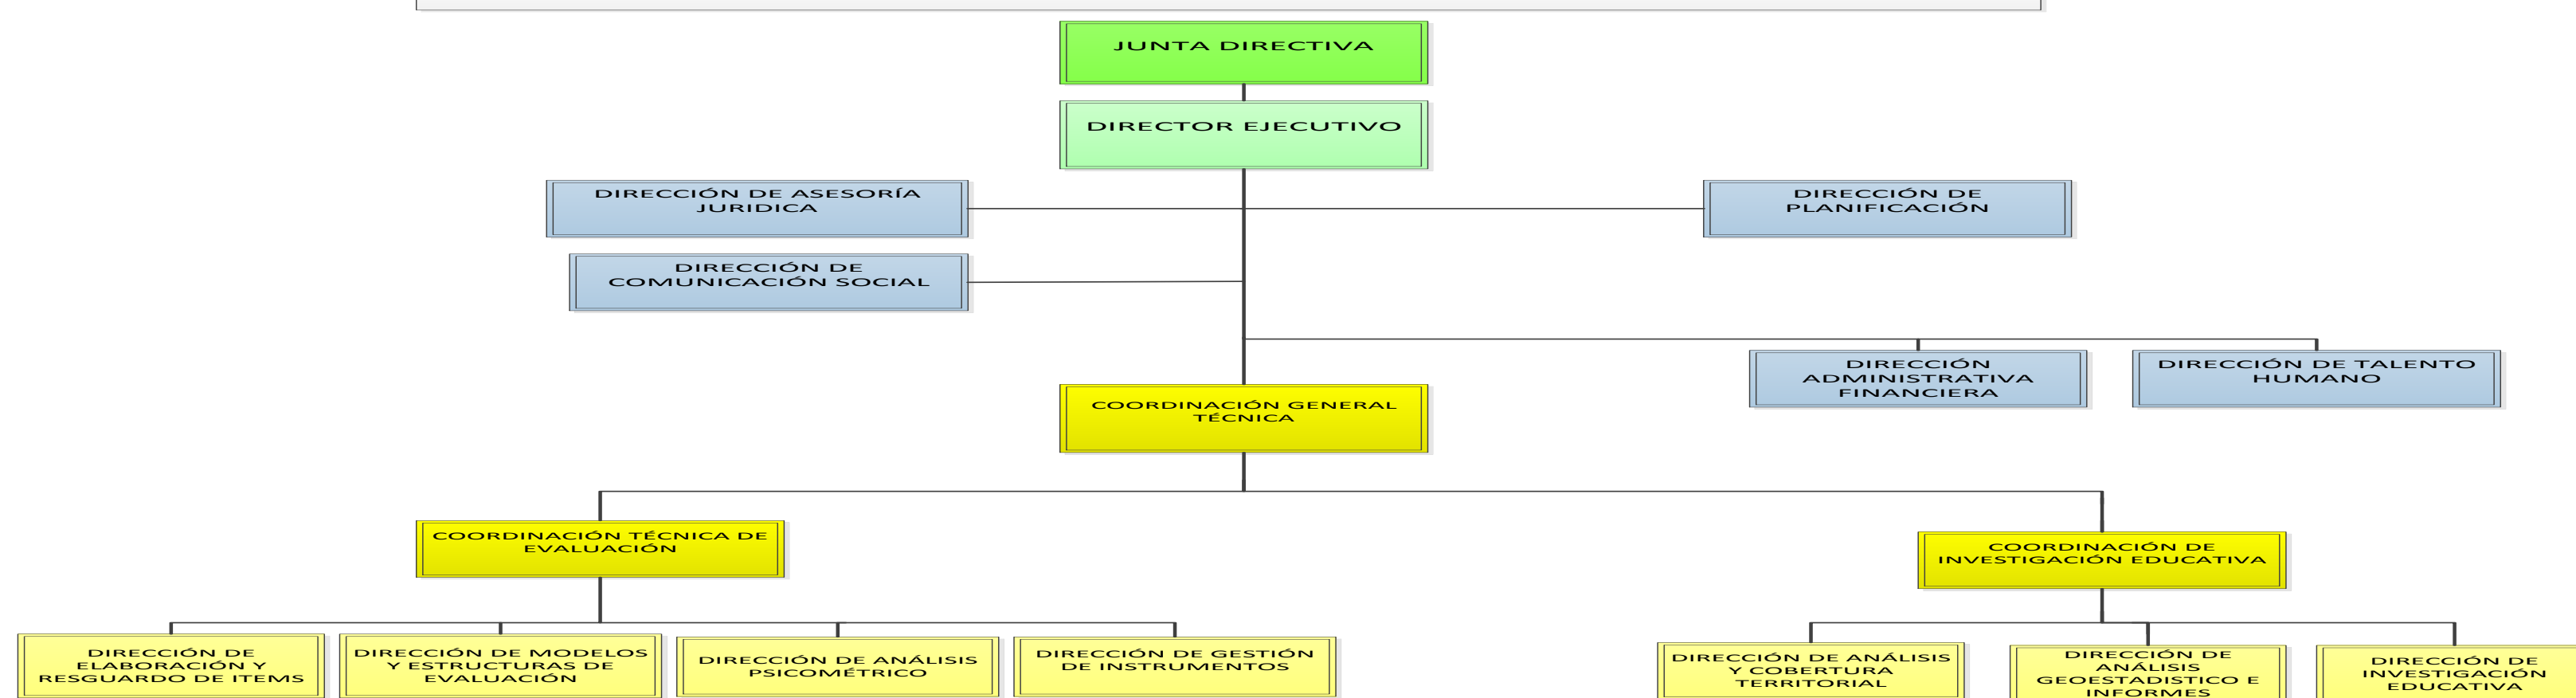 JUNTA DIRECTIVA
DIRECTOR EJECUTIVO
DIRECCIÓN DE ASESORÍA
JURIDICA
DIRECCIÓN DE
PLANIFICACIÓN
DIRECCIÓN DE
COMUNICACIÓN SOCIAL
DIRECCIÓN
ADMINISTRATIVA
FINANCIERA
DIRECCIÓN DE TALENTO
HUMANO
COORDINACIÓN GENERAL
TÉCNICA
COORDINACIÓN TÉCNICA DE
EVALUACIÓN
COORDINACIÓN DE
INVESTIGACIÓN EDUCATIVA
DIRECCIÓN DE
ELABORACIÓN Y
RESGUARDO DE ITEMS
DIRECCIÓN DE MODELOS
Y ESTRUCTURAS DE
EVALUACIÓN
DIRECCIÓN DE ANÁLISIS
PSICOMÉTRICO
DIRECCIÓN DE GESTIÓN
DE INSTRUMENTOS
DIRECCIÓN DE ANÁLISIS
Y COBERTURA
TERRITORIAL
DIRECCIÓN DE
ANÁLISIS
GEOESTADISTICO E
INFORMES
DIRECCIÓN DE
INVESTIGACIÓN
EDUCATIVA